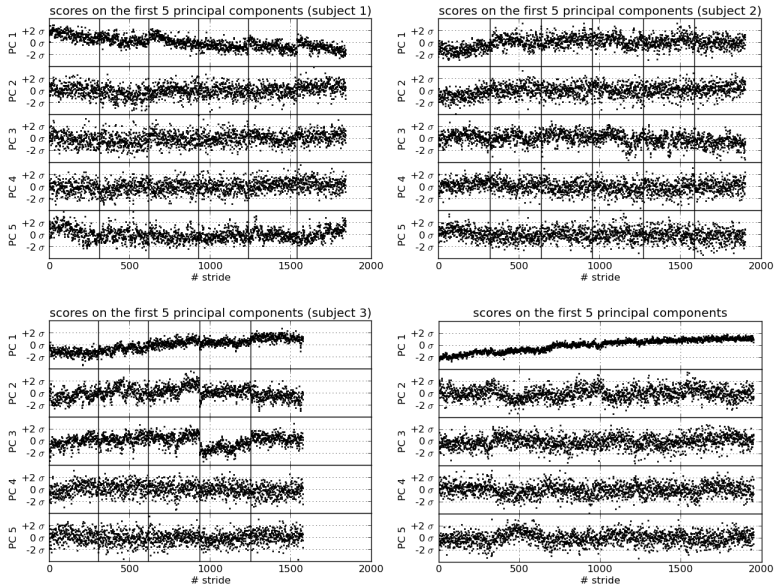 scores on the first 5 principal components (subject 1)
PC 1
+2 σ
0 σ
-2 σ
PC 2
+2 σ
0 σ
-2 σ
PC 3
+2 σ
0 σ
-2 σ
PC 4
+2 σ
0 σ
-2 σ
PC 5
+2 σ
0 σ
-2 σ
0 500 1000 1500 2000
# stride
scores on the first 5 principal components (subject 2)
PC 1
+2 σ
0 σ
-2 σ
PC 2
+2 σ
0 σ
-2 σ
PC 3
+2 σ
0 σ
-2 σ
PC 4
+2 σ
0 σ
-2 σ
PC 5
+2 σ
0 σ
-2 σ
0 500 1000 1500 2000
# stride
scores on the first 5 principal components (subject 3)
PC 1
+2 σ
0 σ
-2 σ
PC 2
+2 σ
0 σ
-2 σ
PC 3
+2 σ
0 σ
-2 σ
PC 4
+2 σ
0 σ
-2 σ
PC 5
+2 σ
0 σ
-2 σ
0 500 1000 1500 2000
# stride
scores on the first 5 principal components
PC 1
+2 σ
0 σ
-2 σ
PC 2
+2 σ
0 σ
-2 σ
PC 3
+2 σ
0 σ
-2 σ
PC 4
+2 σ
0 σ
-2 σ
PC 5
+2 σ
0 σ
-2 σ
0 500 1000 1500 2000
# stride